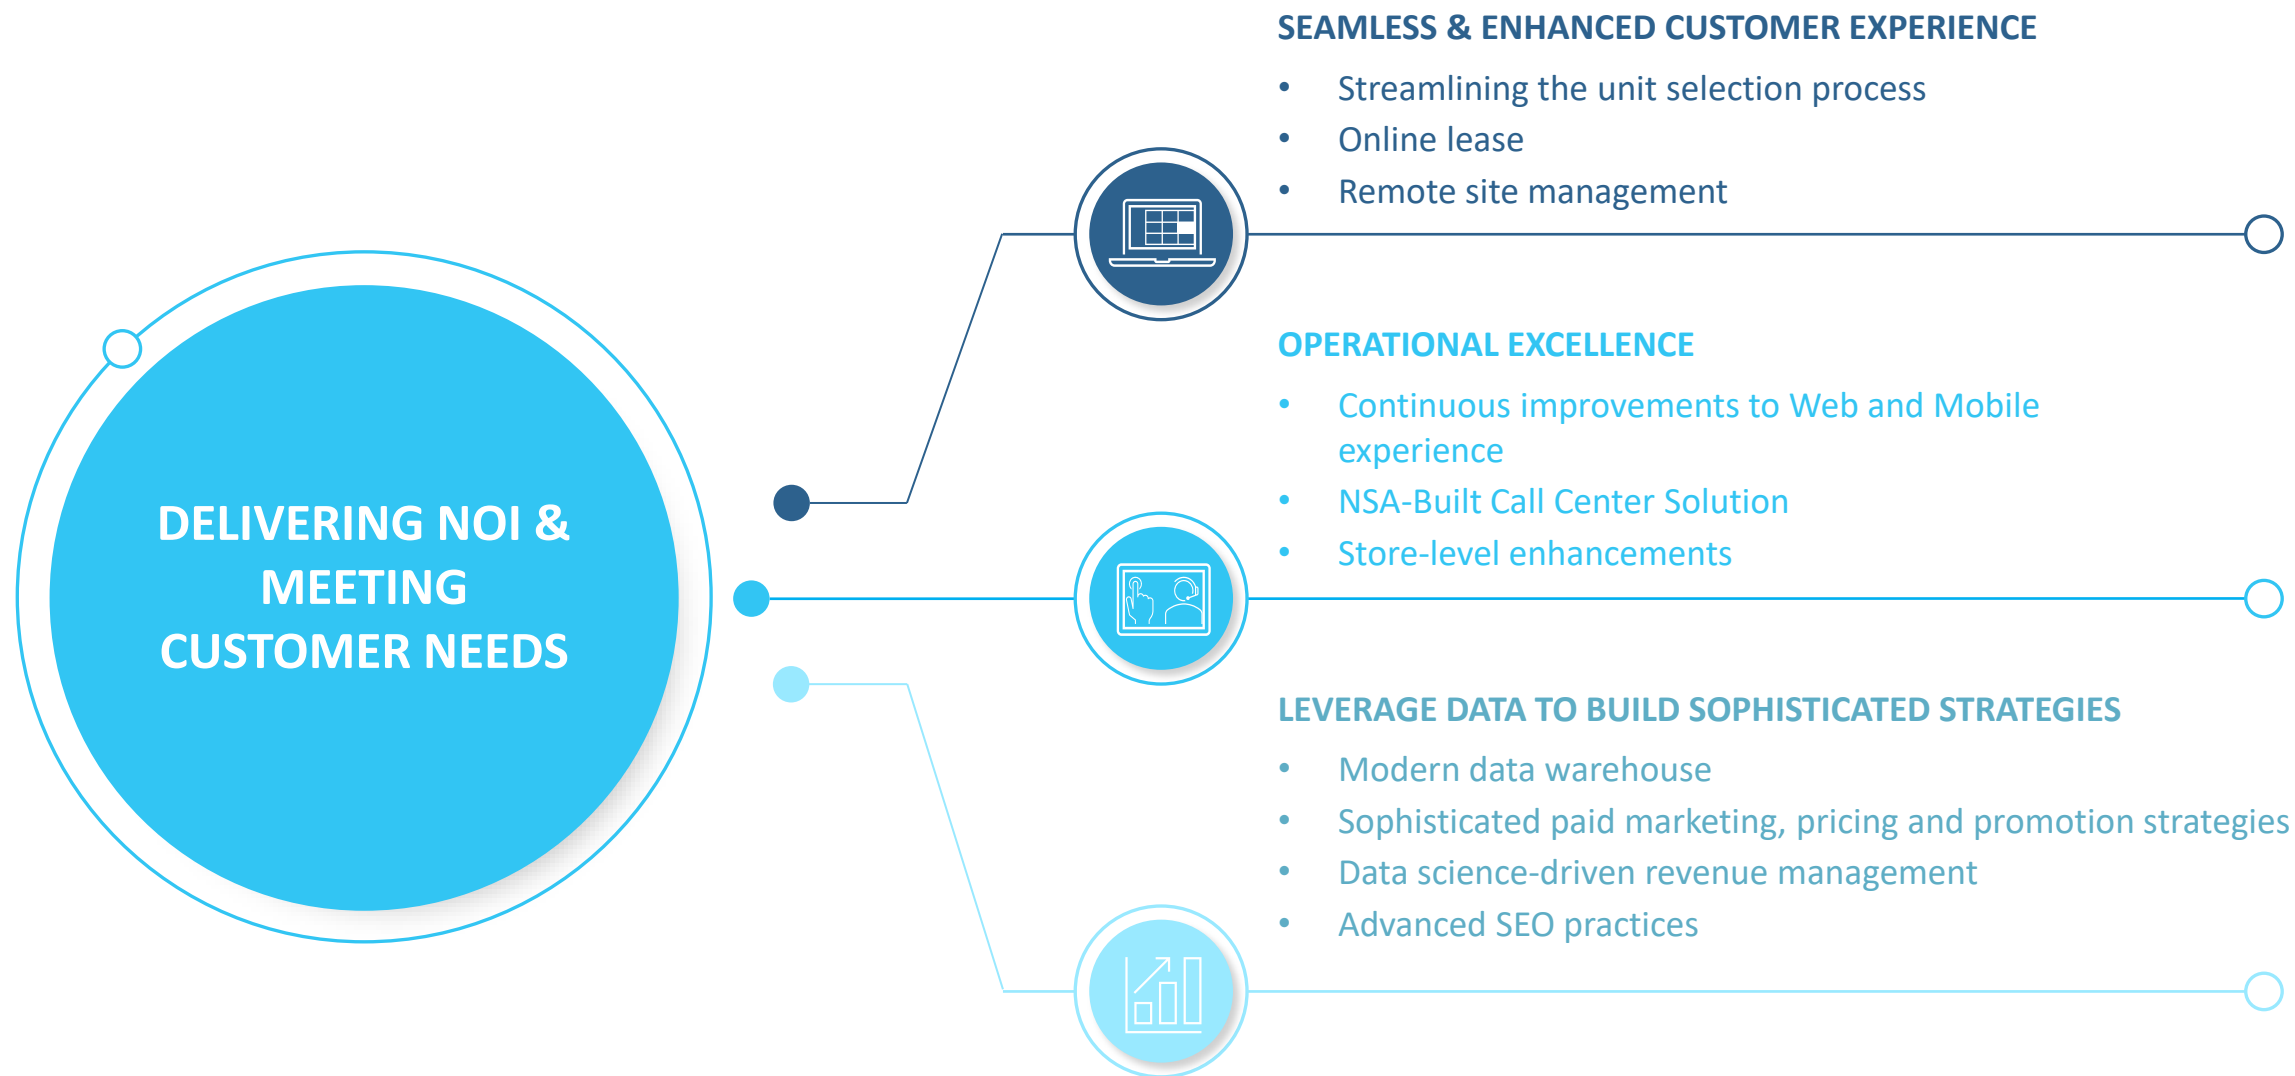 DELIVERING NOI &
MEETING
CUSTOMER NEEDS
SEAMLESS & ENHANCED CUSTOMER EXPERIENCE
• Streamlining the unit selection process
• Online lease
• Remote site management
OPERATIONAL EXCELLENCE
• Continuous improvements to Web and Mobile
experience
• NSA-Built Call Center Solution
• Store-level enhancements
LEVERAGE DATA TO BUILD SOPHISTICATED STRATEGIES
• Modern data warehouse
• Sophisticated paid marketing, pricing and promotion strategies
• Data science-driven revenue management
• Advanced SEO practices